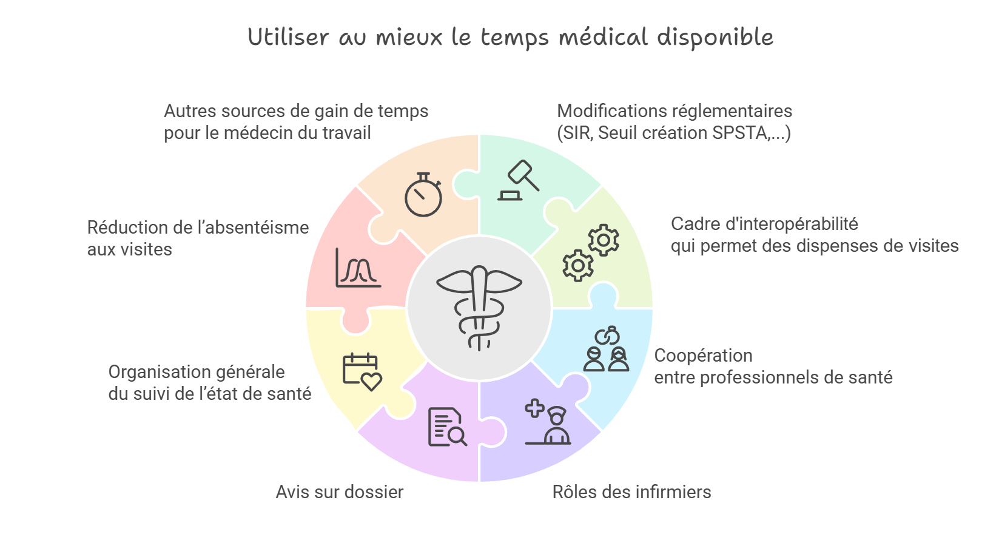 Utiliser au mieux le temps médical disponible
Autres sources de gain de temps
pour le médecin du travail
Modifications réglementaires
(SIR, Seuil création SPSTA,...)
Réduction de l’absentéisme
aux visites
Cadre d'interopérabilité
qui permet des dispenses de visites
Organisation générale
du suivi de l’état de santé
Coopération
entre professionnels de santé
Avis sur dossier
Rôles des infirmiers